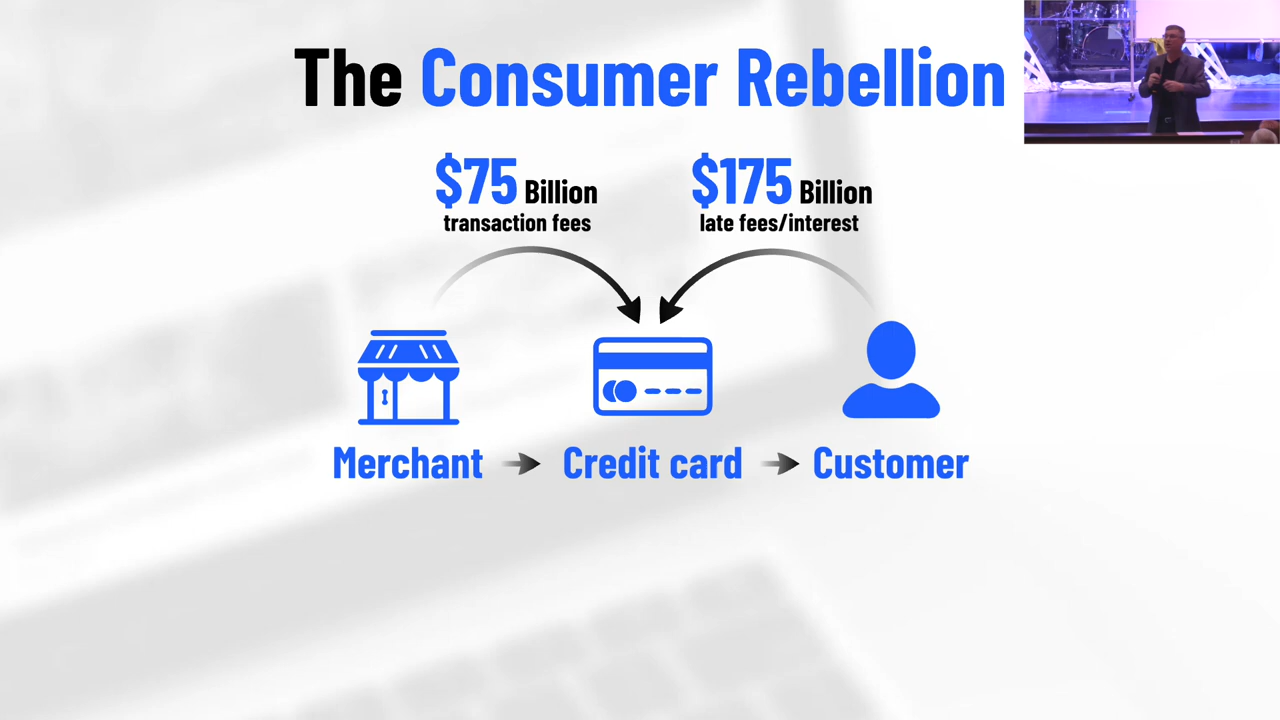 The Consumer Rebellion
$75 Billion
transaction fees
$175 Billion
late fees/interest
Merchant
Credit card
Customer